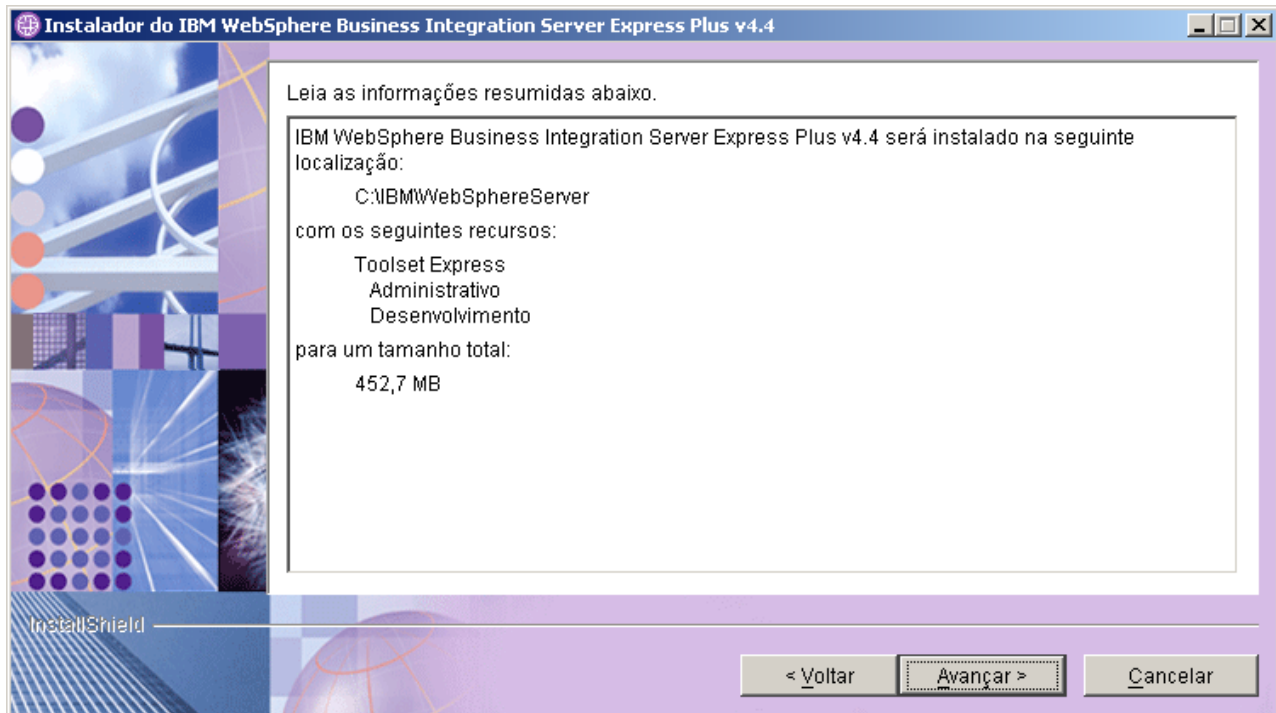 Instalador do IBM WebSphere Business Integration Server Express Plus v4.4
Leia as informações resumidas abaixo.
IBM WebSphere Business Integration Server Express Plus v4.4 será instalado na seguinte
localização:
C:\IBM\WebSphereServer
com os seguintes recursos:
Toolset Express
Administrativo
Desenvolvimento
para um tamanho total:
452,7 MB
InstallShield
< Voltar
Avançar >
Cancelar